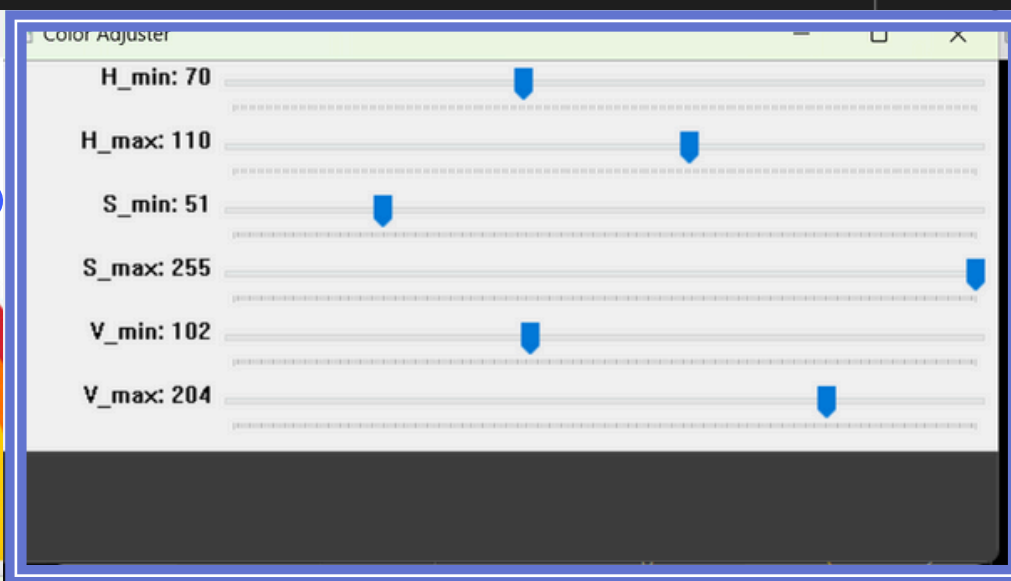 Color Adjuster
H_min: 70
H_max: 110
S_min: 51
S_max: 255
V_min: 102
V_max: 204